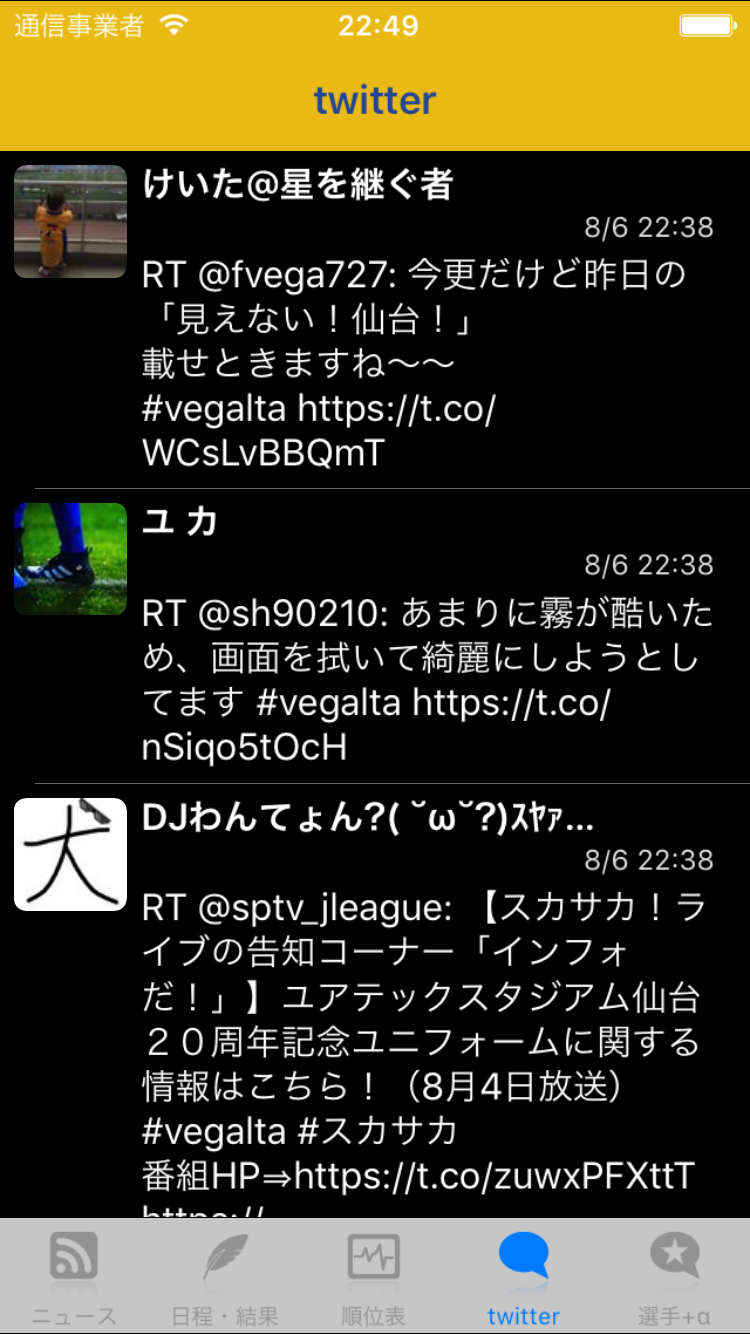 通信事業者 22:49
twitter
けいた@星を継ぐ者
8/6 22:38
RT @fvega727: 今更だけど昨日の
「見えない！仙台！」
載せときますね〜〜
#vegalta https://t.co/
WCsLvBBQmT
ユ カ
8/6 22:38
RT @sh90210: あまりに霧が酷いた
め、画面を拭いて綺麗にしようとし
てます #vegalta https://t.co/
nSiqo5tOcH
犬
DJわんてょん?( ˘ω˘?)ｽﾔｧ...
8/6 22:38
RT @sptv_jleague: 【スカサカ！ラ
イブの告知コーナー「インフォ
だ！」】ユアテックスタジアム仙台
２０周年記念ユニフォームに関する
情報はこちら！（8月4日放送）
#vegalta #スカサカ
番組HP⇒https://t.co/zuwxPFXttT
https://
ニュース 日程・結果 順位表 twitter 選手+α